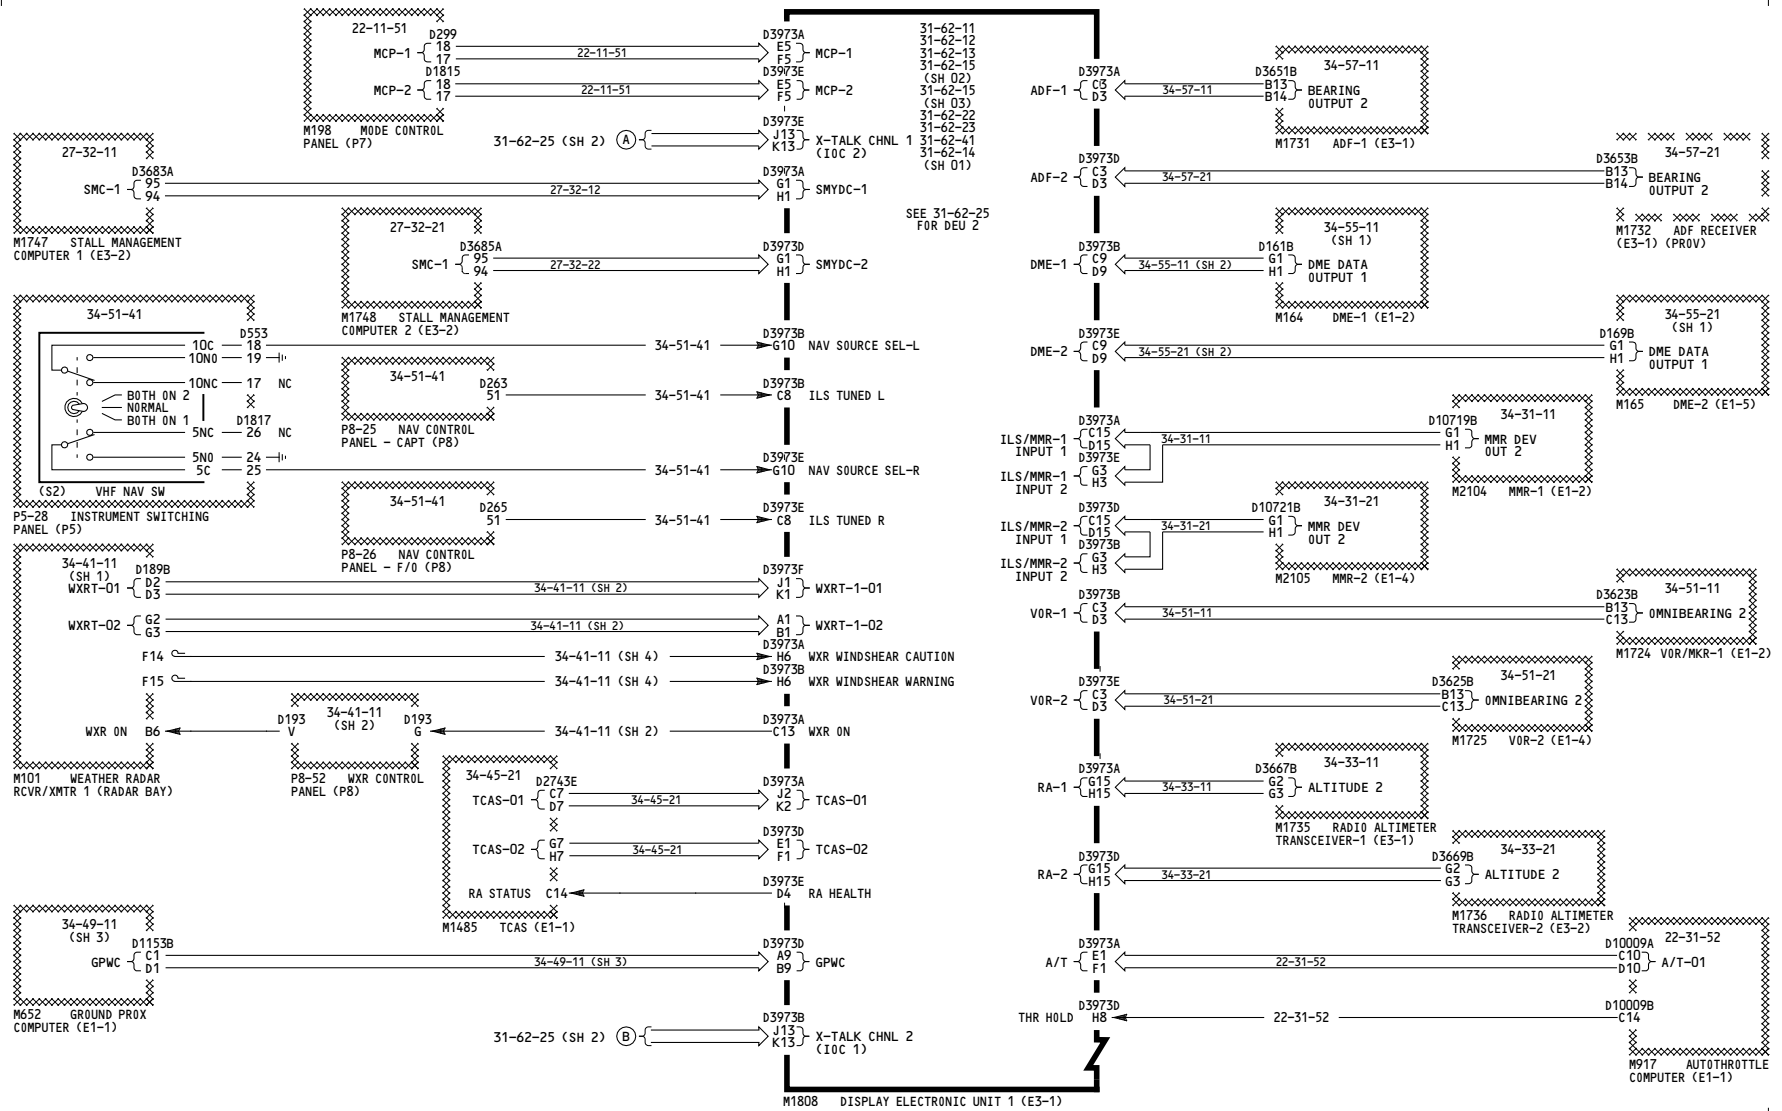 22-11-51
D299
MCP-1
18
17
22-11-51
D3973A
E5
F5
MCP-1
D1815
MCP-2
18
17
22-11-51
D3973E
E5
F5
MCP-2
M198 MODE CONTROL
PANEL (P7)
31-62-25 (SH 2) A
D3973E
J13
K13
X-TALK CHNL 1
(IOC 2)
27-32-11
D3683A
SMC-1
95
94
27-32-12
D3973A
G1
H1
SMYDC-1
M1747 STALL MANAGEMENT
COMPUTER 1 (E3-2)
27-32-21
D3685A
SMC-1
95
94
27-32-22
D3973D
G1
H1
SMYDC-2
M1748 STALL MANAGEMENT
COMPUTER 2 (E3-2)
34-51-41
D553
10C 18
10NO 19
10NC 17 NC
BOTH ON 2
NORMAL
BOTH ON 1
D1817
5NC 26 NC
5NO 24
5C 25
(S2) VHF NAV SW
P5-28 INSTRUMENT SWITCHING
PANEL (P5)
34-51-41
D3973B
G10 NAV SOURCE SEL-L
34-51-41
D263
51
34-51-41
D3973B
C8 ILS TUNED L
P8-25 NAV CONTROL
PANEL - CAPT (P8)
34-51-41
D3973E
G10 NAV SOURCE SEL-R
34-51-41
D265
51
34-51-41
D3973E
C8 ILS TUNED R
P8-26 NAV CONTROL
PANEL - F/O (P8)
34-41-11
(SH 1)
D189B
WXRT-01
D2
D3
34-41-11 (SH 2)
D3973F
J1
K1
WXRT-1-01
WXRT-02
G2
G3
34-41-11 (SH 2)
A1
B1
WXRT-1-02
F14
34-41-11 (SH 4)
D3973A
H6 WXR WINDSHEAR CAUTION
F15
34-41-11 (SH 4)
D3973B
H6 WXR WINDSHEAR WARNING
WXR ON B6
D193
V
34-41-11
(SH 2)
D193
G
34-41-11 (SH 2)
D3973A
C13 WXR ON
M101 WEATHER RADAR
RCVR/XMTR 1 (RADAR BAY)
P8-52 WXR CONTROL
PANEL (P8)
34-45-21
D2743E
TCAS-01
C7
D7
34-45-21
D3973A
J2
K2
TCAS-01
TCAS-02
G7
H7
34-45-21
D3973D
E1
F1
TCAS-02
RA STATUS C14
D3973E
D4 RA HEALTH
M1485 TCAS (E1-1)
34-49-11
(SH 3)
D1153B
GPWC
C1
D1
34-49-11 (SH 3)
D3973D
A9
B9
GPWC
M652 GROUND PROX
COMPUTER (E1-1)
31-62-25 (SH 2) B
D3973B
J13
K13
X-TALK CHNL 2
(IOC 1)
31-62-11
31-62-12
31-62-13
31-62-15
(SH 02)
31-62-15
(SH 03)
31-62-22
31-62-23
31-62-41
31-62-14
(SH 01)
SEE 31-62-25
FOR DEU 2
ADF-1
D3973A
C3
D3
34-57-11
D3651B
B13
B14
34-57-11
BEARING
OUTPUT 2
M1731 ADF-1 (E3-1)
ADF-2
D3973D
C3
D3
34-57-21
D3653B
B13
B14
34-57-21
BEARING
OUTPUT 2
M1732 ADF RECEIVER
(E3-1) (PROV)
DME-1
D3973B
C9
D9
34-55-11 (SH 2)
D161B
G1
H1
34-55-11
(SH 1)
DME DATA
OUTPUT 1
M164 DME-1 (E1-2)
DME-2
D3973E
C9
D9
34-55-21 (SH 2)
D169B
G1
H1
34-55-21
(SH 1)
DME DATA
OUTPUT 1
M165 DME-2 (E1-5)
ILS/MMR-1
INPUT 1
D3973A
C15
D15
34-31-11
D10719B
G1
H1
34-31-11
MMR DEV
OUT 2
M2104 MMR-1 (E1-2)
ILS/MMR-1
INPUT 2
D3973E
G3
H3
ILS/MMR-2
INPUT 1
D3973D
C15
D15
34-31-21
D10721B
G1
H1
34-31-21
MMR DEV
OUT 2
M2105 MMR-2 (E1-4)
ILS/MMR-2
INPUT 2
D3973B
G3
H3
VOR-1
D3973B
C3
D3
34-51-11
D3623B
B13
C13
34-51-11
OMNIBEARING 2
M1724 VOR/MKR-1 (E1-2)
VOR-2
D3973E
C3
D3
34-51-21
D3625B
B13
C13
34-51-21
OMNIBEARING 2
M1725 VOR-2 (E1-4)
RA-1
D3973A
G15
H15
34-33-11
D3667B
G2
G3
34-33-11
ALTITUDE 2
M1735 RADIO ALTIMETER
TRANSCEIVER-1 (E3-1)
RA-2
D3973D
G15
H15
34-33-21
D3669B
G2
G3
34-33-21
ALTITUDE 2
M1736 RADIO ALTIMETER
TRANSCEIVER-2 (E3-2)
A/T
D3973A
E1
F1
22-31-52
D10009A
C10
D10
22-31-52
A/T-01
THR HOLD
D3973D
H8
22-31-52
D10009B
C14
M917 AUTOTHROTTLE
COMPUTER (E1-1)
M1808 DISPLAY ELECTRONIC UNIT 1 (E3-1)